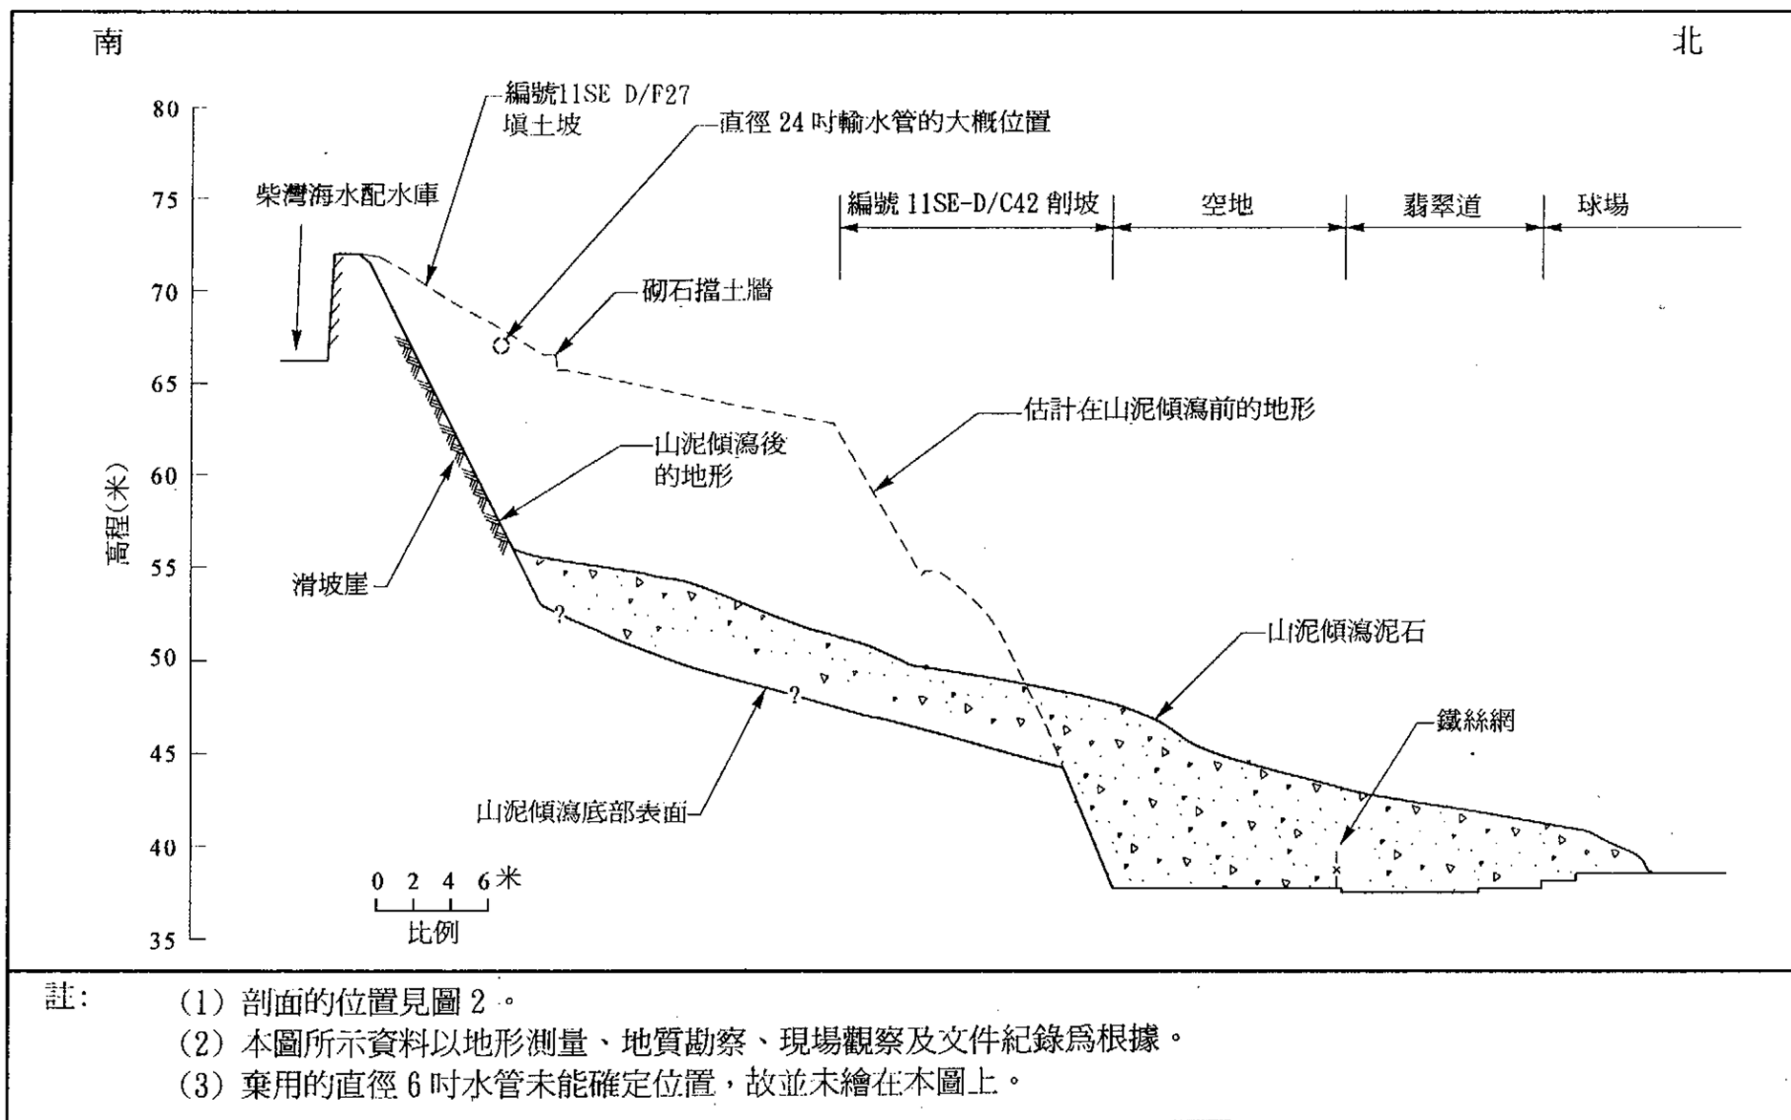 南
北
編號11SE D/F27
塡土坡
直徑 24 吋輸水管的大概位置
柴灣海水配水庫
編號 11SE-D/C42 削坡
空地
翡翠道
球場
砌石擋土牆
估計在山泥傾瀉前的地形
山泥傾瀉後
的地形
滑坡崖
山泥傾瀉泥石
鐵絲網
山泥傾瀉底部表面
?
?
高程(米)
80
75
70
65
60
55
50
45
40
35
0 2 4 6 米
比例
註:
(1) 剖面的位置見圖 2。
(2) 本圖所示資料以地形測量、地質勘察、現場觀察及文件紀錄爲根據。
(3) 棄用的直徑 6 吋水管未能確定位置，故並未繪在本圖上。